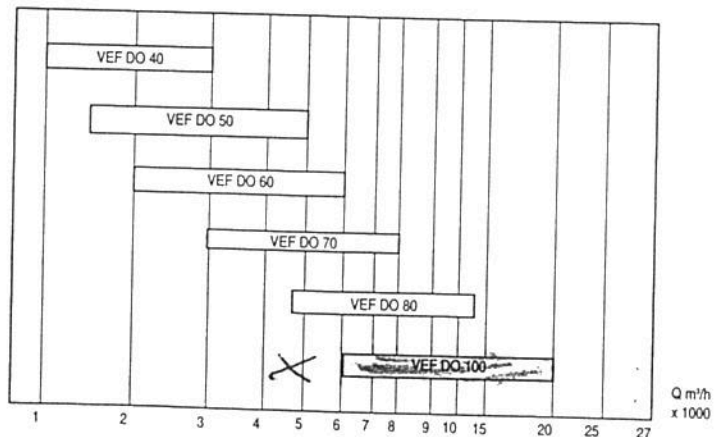 VEF DO 40
VEF DO 50
VEF DO 60
VEF DO 70
VEF DO 80
VEF DO 100
Q m³/h
x 1000
1 2 3 4 5 6 7 8 9 10 15 20 25 27